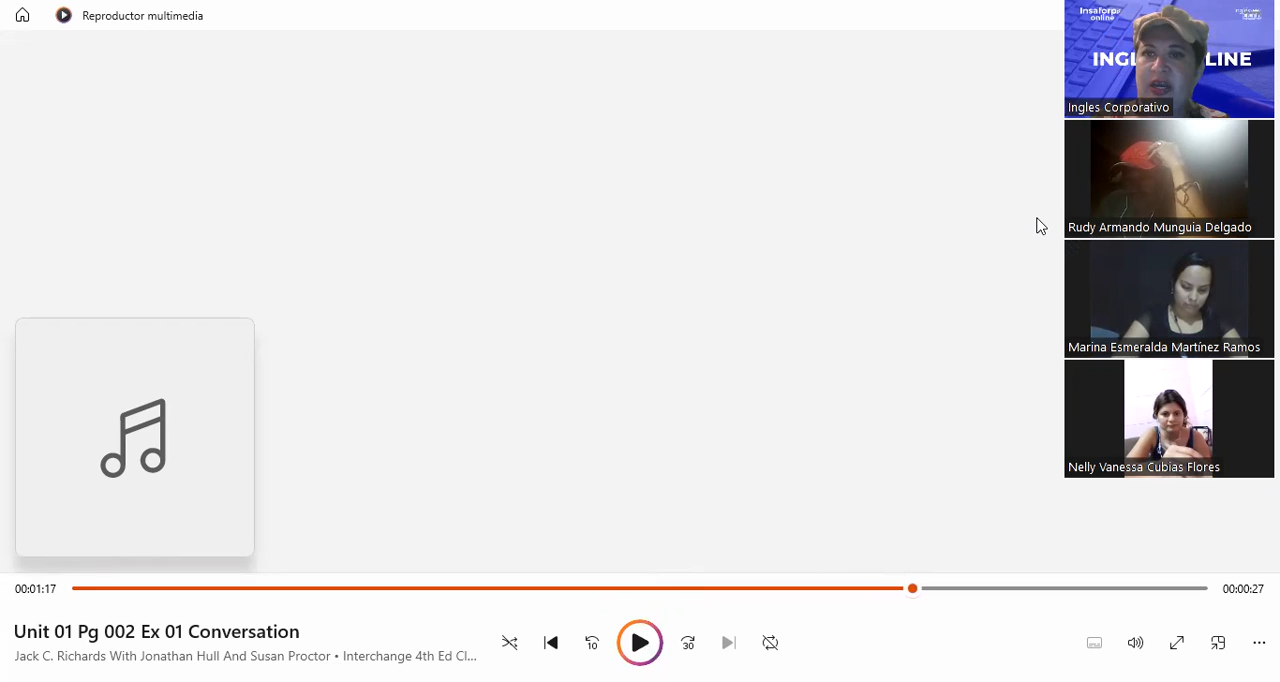 Reproductor multimedia
Insaforp
online
INGL
LINE
Ingles Corporativo
Rudy Armando Munguia Delgado
Marina Esmeralda Martínez Ramos
Nelly Vanessa Cubias Flores
00:01:17
00:00:27
Unit 01 Pg 002 Ex 01 Conversation
Jack C. Richards With Jonathan Hull And Susan Proctor • Interchange 4th Ed Cl...
10
30